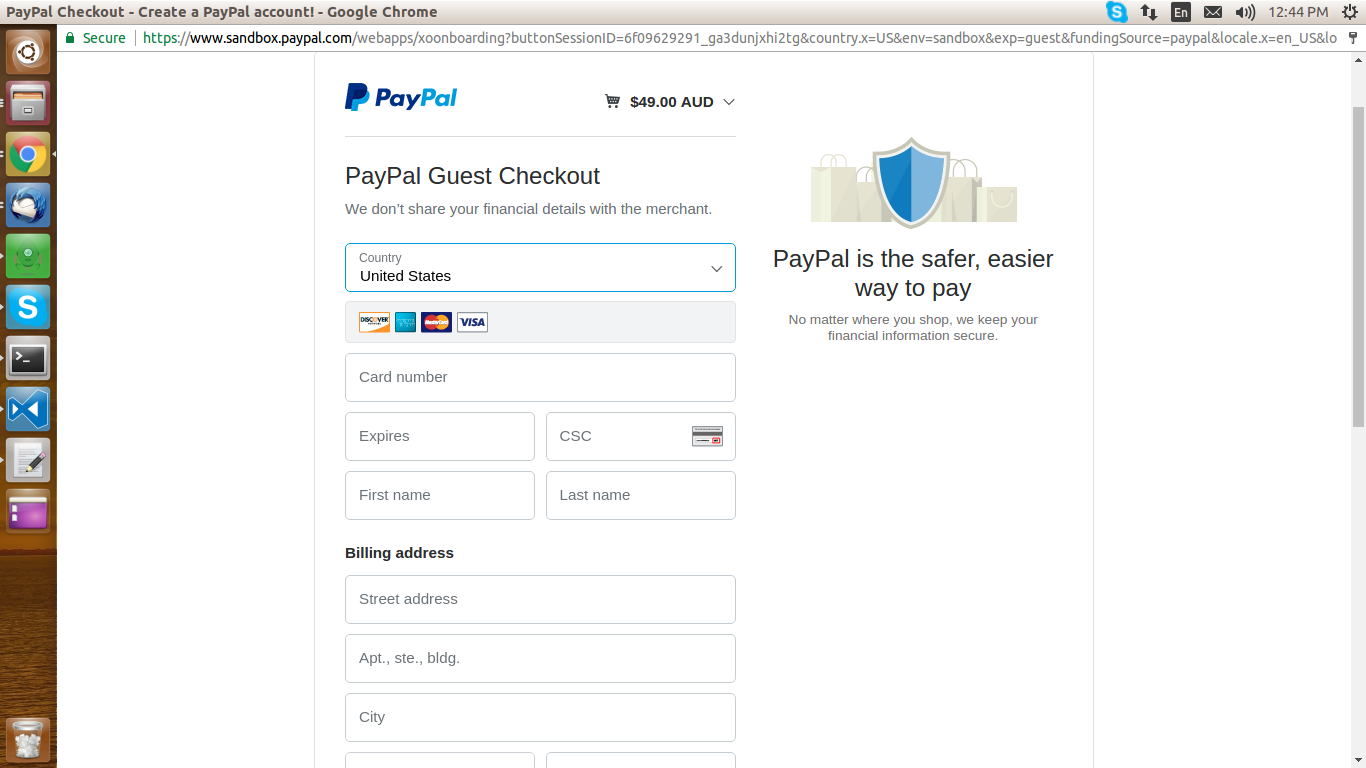 PayPal Checkout - Create a PayPal account! - Google Chrome
En
12:44 PM
Secure
https://www.sandbox.paypal.com/webapps/xoonboarding?buttonSessionID=6f09629291_ga3dunjxhi2tg&country.x=US&env=sandbox&exp=guest&fundingSource=paypal&locale.x=en_US&lo
PayPal
$49.00 AUD
PayPal Guest Checkout
We don't share your financial details with the merchant.
Country
United States
DISCOVER
MasterCard
VISA
Card number
Expires
CSC
First name
Last name
Billing address
Street address
Apt., ste., bldg.
City
PayPal is the safer, easier
way to pay
No matter where you shop, we keep your
financial information secure.